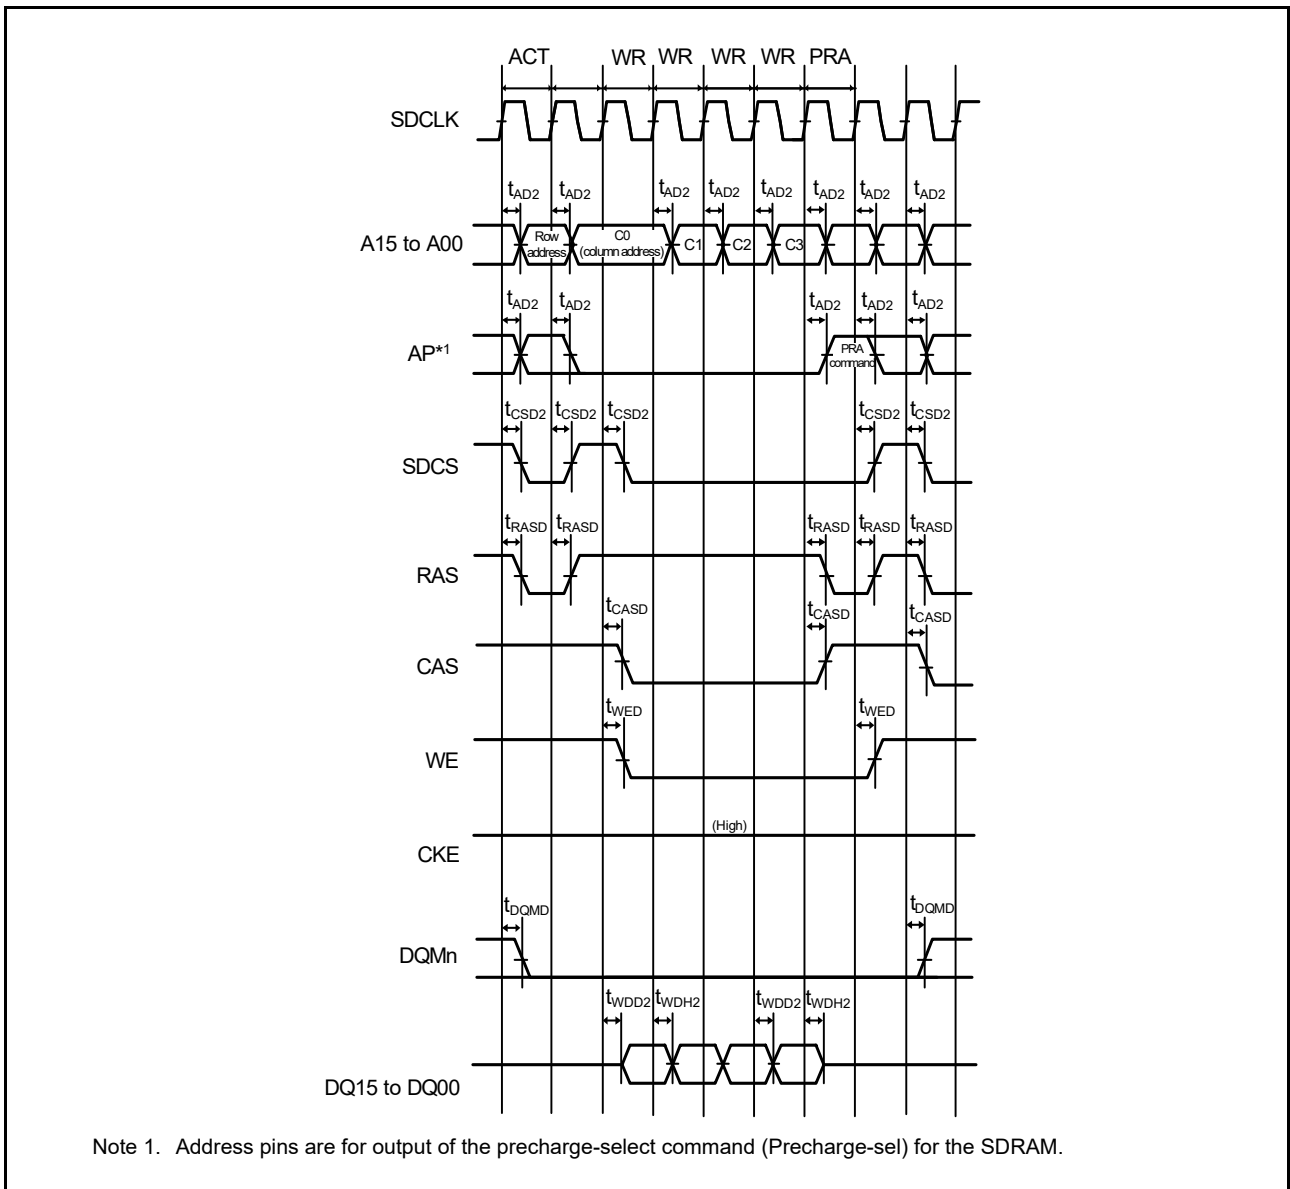 ACT WR WR WR WR PRA
SDCLK
tAD2 tAD2 tAD2 tAD2 tAD2 tAD2 tAD2 tAD2
A15 to A00
Row address
C0 (column address)
C1 C2 C3
tAD2 tAD2 tAD2 tAD2 tAD2
AP*1
PRA command
tCSD2 tCSD2 tCSD2 tCSD2 tCSD2
SDCS
tRASD tRASD tRASD tRASD tRASD
RAS
tCASD tCASD tCASD
CAS
tWED tWED
WE
(High)
CKE
tDQMD tDQMD
DQMn
tWDD2 tWDH2 tWDD2 tWDH2
DQ15 to DQ00
Note 1. Address pins are for output of the precharge-select command (Precharge-sel) for the SDRAM.